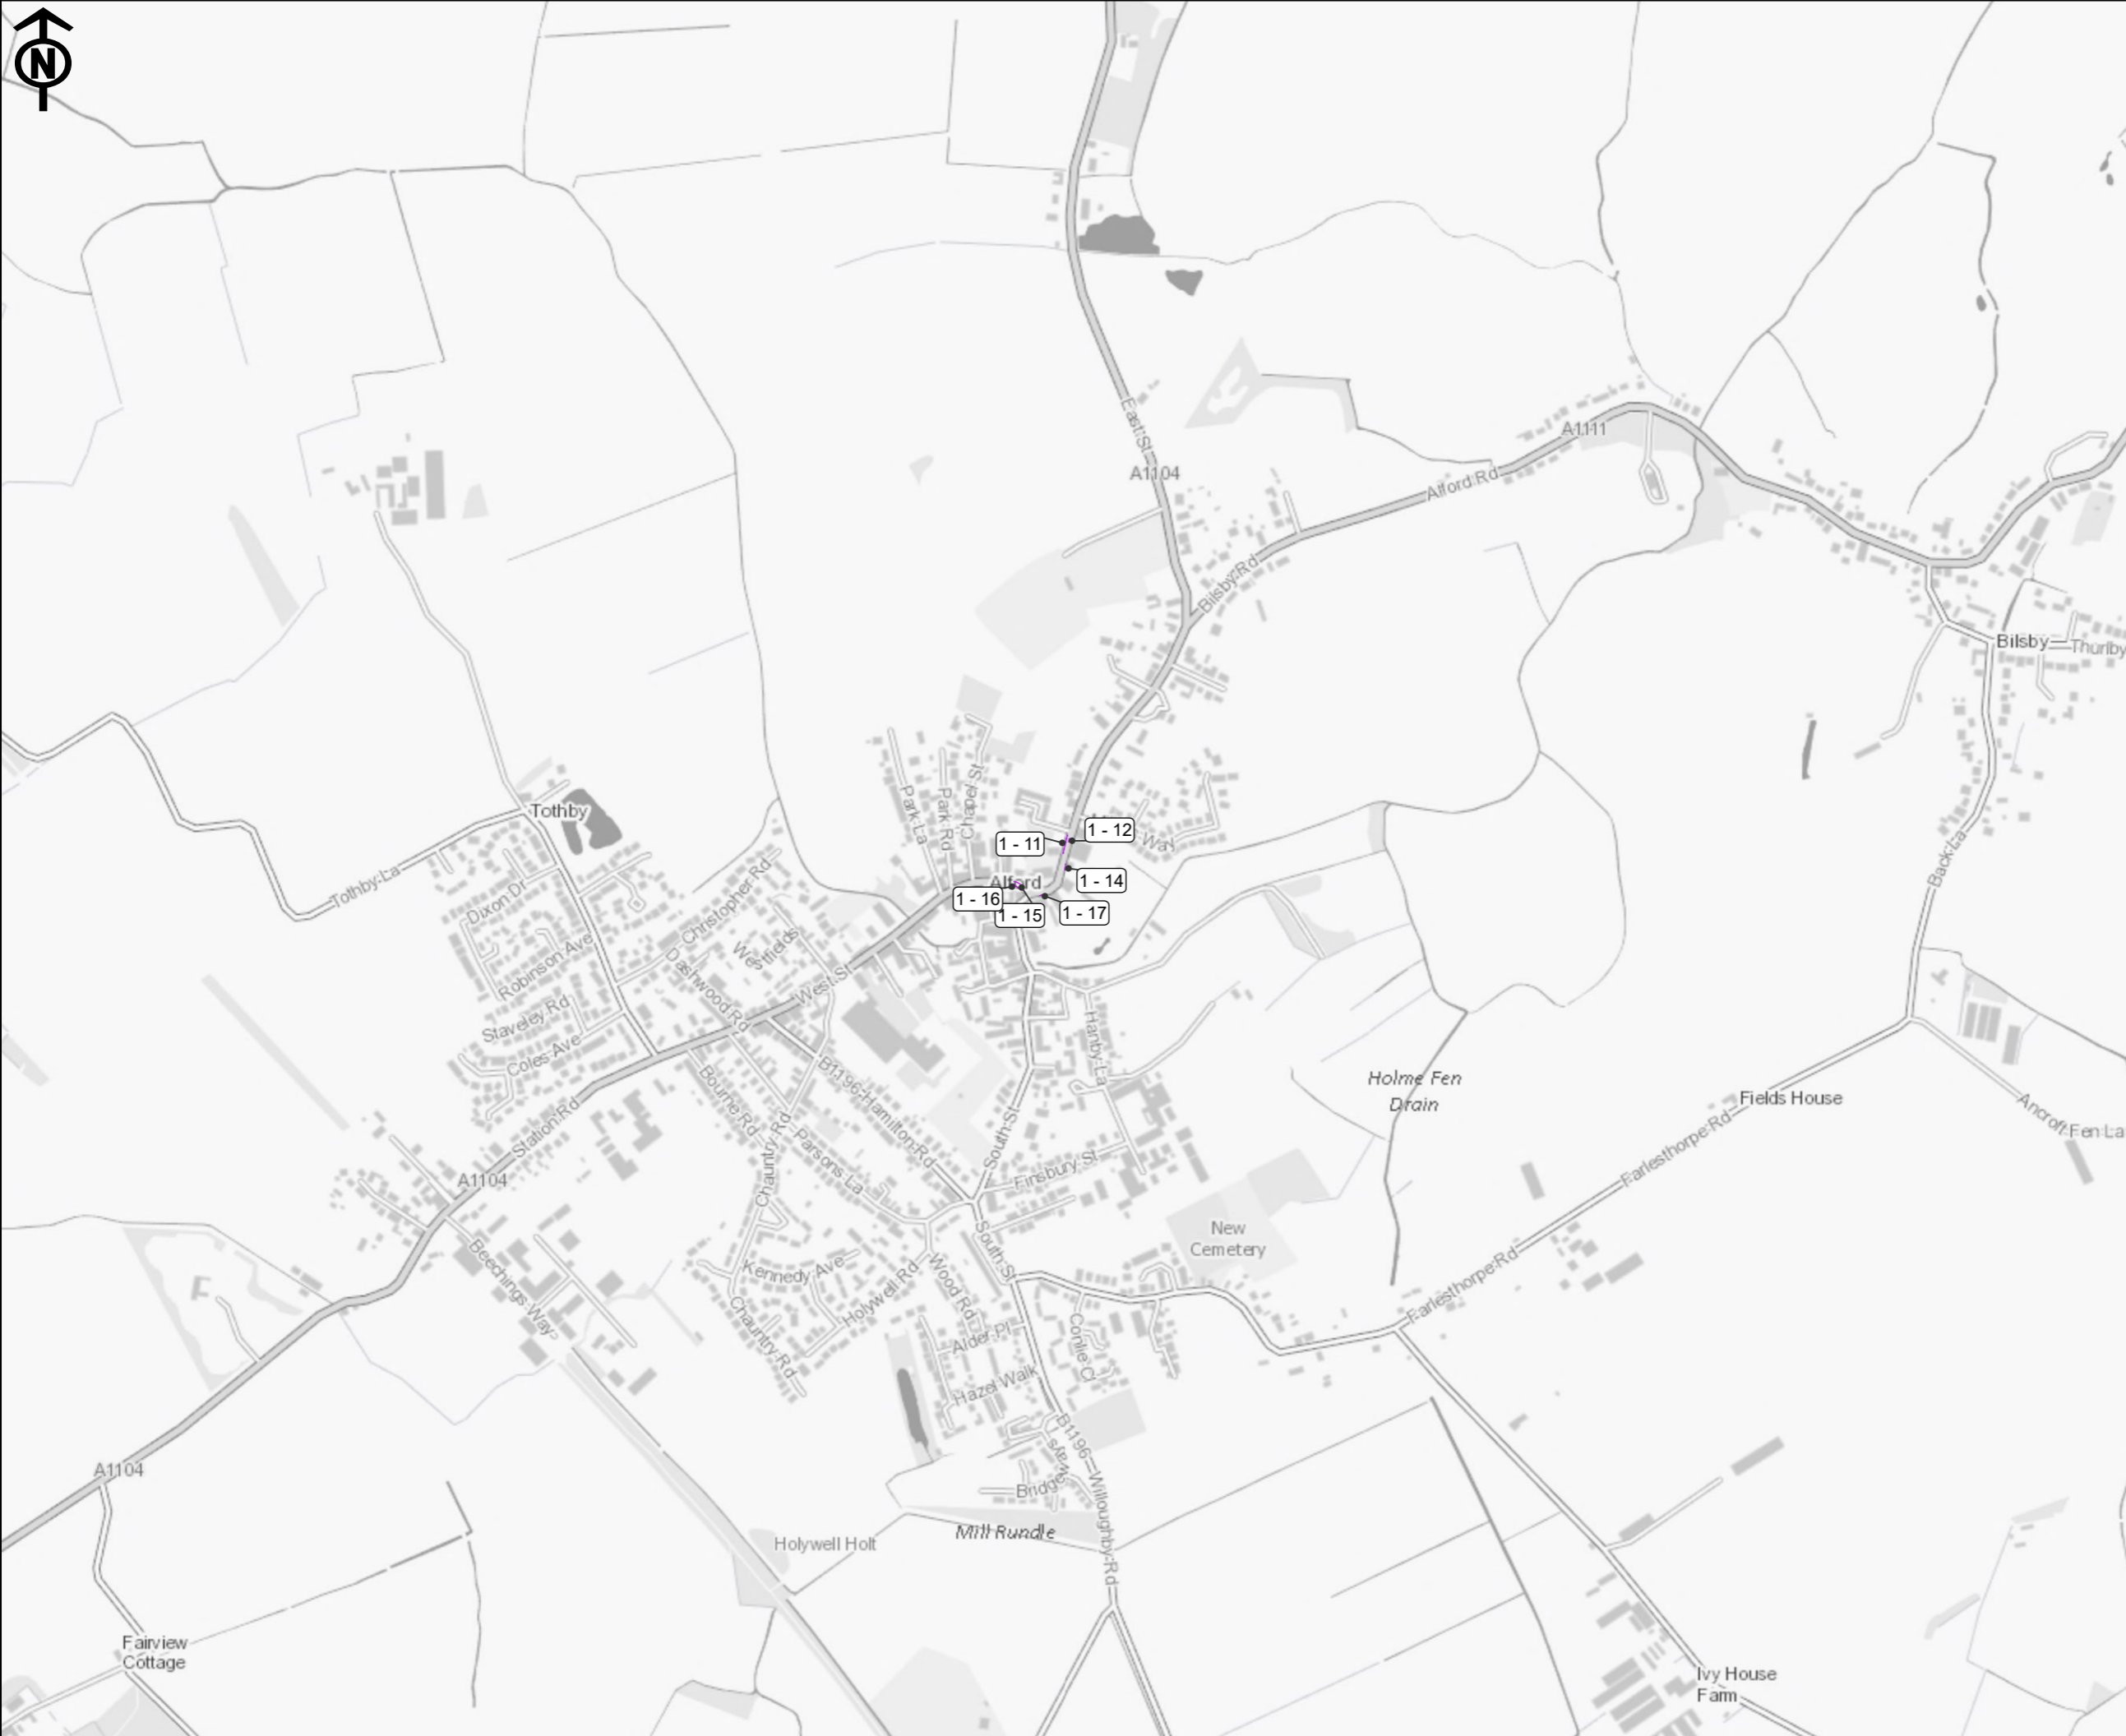 N
East St
A1104
A1111
Alford Rd
Bilsby Rd
Bilsby
Thurlby
Park La
Park Rd
Chapel St
Tothby
1 - 12
1 - 11
Way
1 - 14
Alford
1 - 16
1 - 15
1 - 17
Tothby La
Dixon Dr
Christopher Rd
Westfields
Back La
Robinson Ave
Dashwood Rd
West St
Staveley Rd
Coles Ave
Hanby La
Holme Fen
Drain
Fields House
Ancroft Fen La
Station Rd
Bourne Rd
B1196
Hamilton Rd
Chauntry Rd
Parsons La
South St
Finsbury St
Farlesthorpe Rd
A1104
New
Cemetery
Beechings Way
South St
Kennedy Ave
Holywell Rd
Wood Rd
Farlesthorpe Rd
Chauntry Rd
Alder Pl
Hazel Walk
A1104
B1196
Willoughby Rd
Bridge
Mill Rundle
Holywell Holt
Fairview
Cottage
Ivy House
Farm